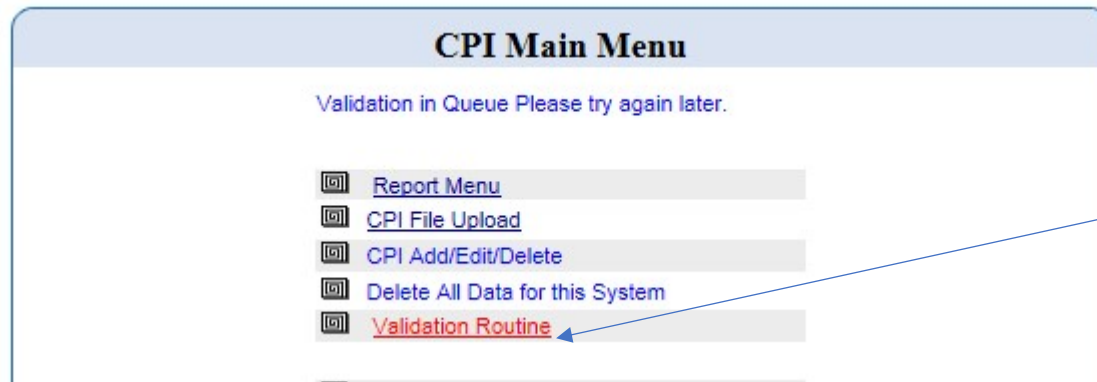 CPI Main Menu
Validation in Queue Please try again later.
Report Menu
CPI File Upload
CPI Add/Edit/Delete
Delete All Data for this System
Validation Routine